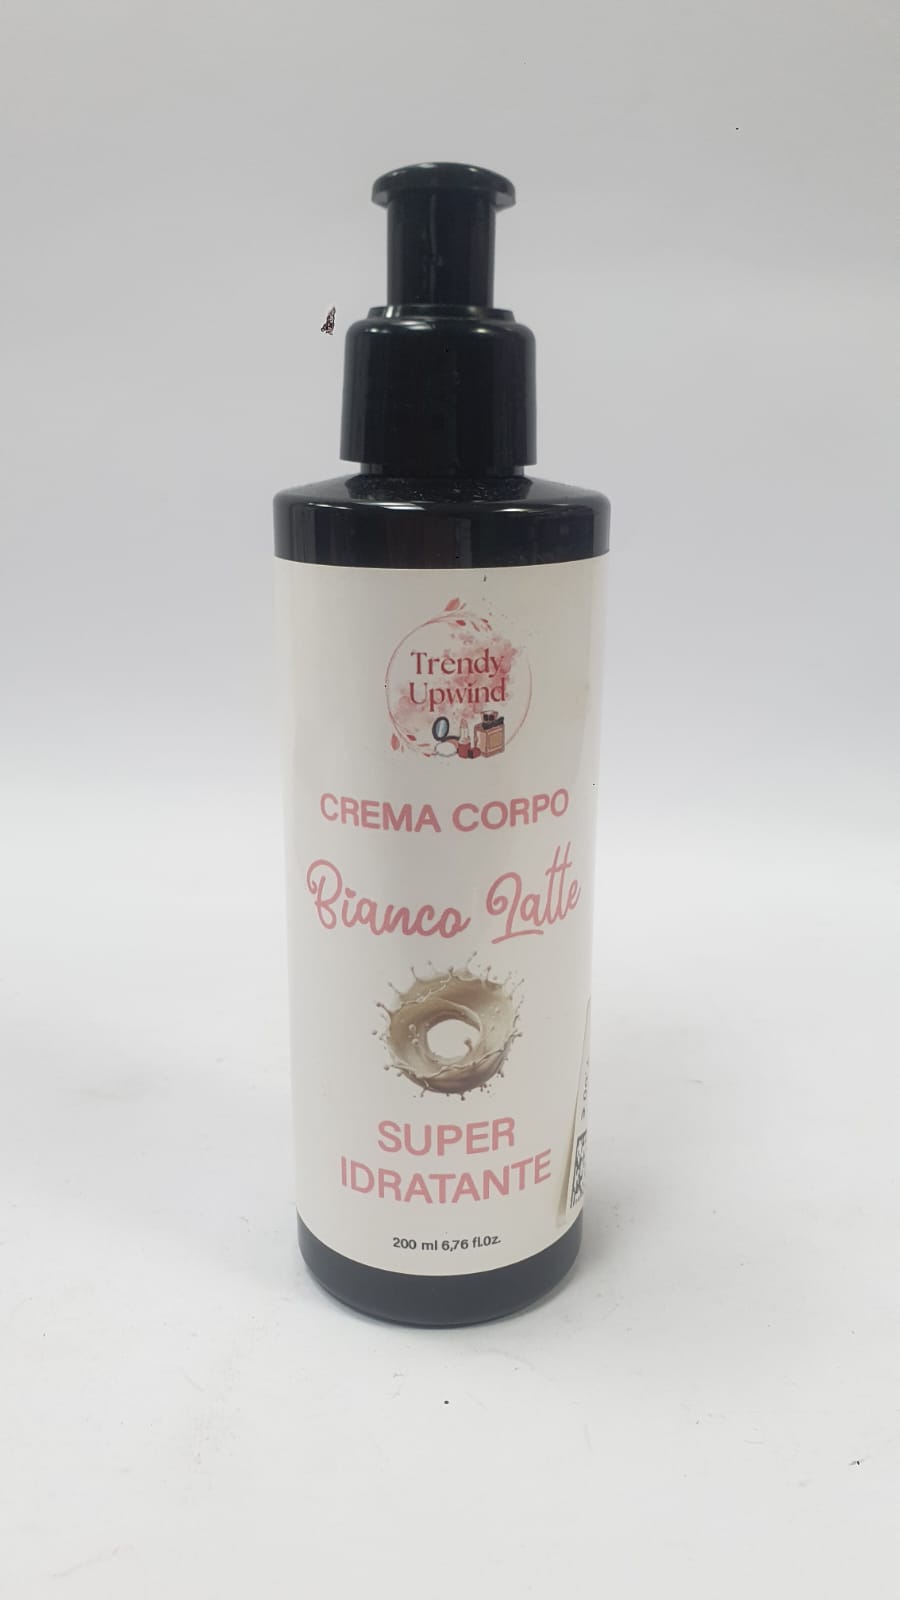 Trendy
Upwind
CREMA CORPO
Bianco Latte
SUPER
IDRATANTE
200 ml 6,76 fl.oz.